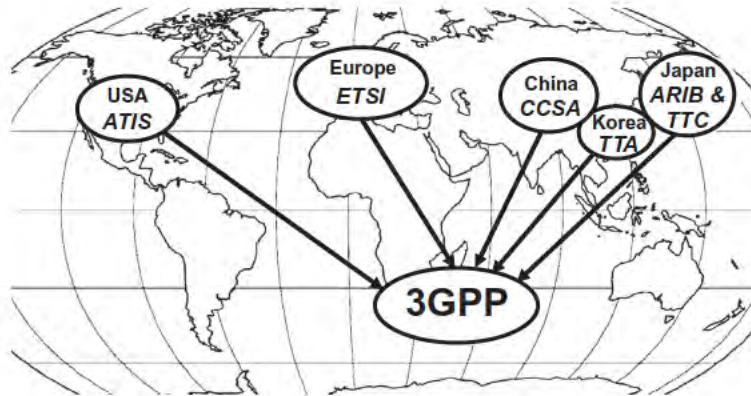 USA
ATIS
Europe
ETSI
China
CCSA
Korea
TTA
Japan
ARIB &
TTC
3GPP